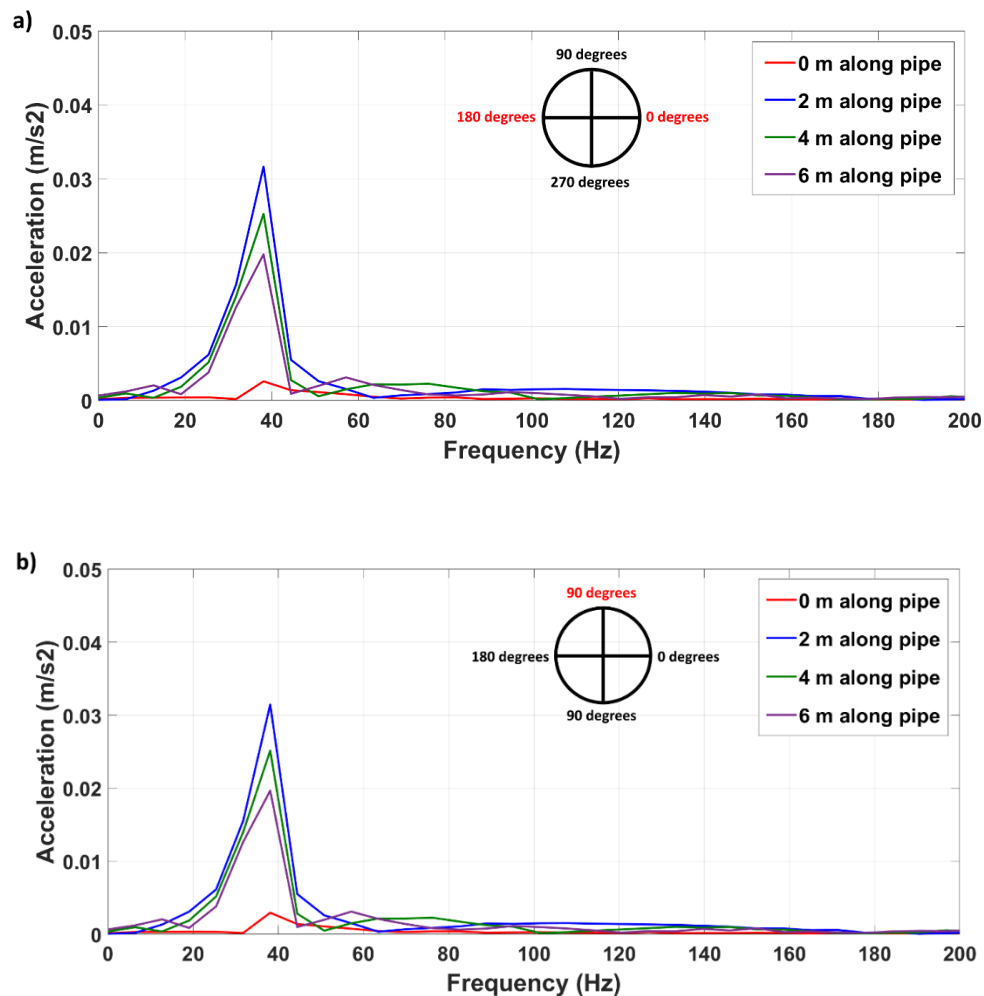 a)
0.05
0.04
0.03
0.02
0.01
0
Acceleration (m/s2)
90 degrees
180 degrees
0 degrees
270 degrees
0 m along pipe
2 m along pipe
4 m along pipe
6 m along pipe
0 20 40 60 80 100 120 140 160 180 200
Frequency (Hz)
b)
0.05
0.04
0.03
0.02
0.01
0
Acceleration (m/s2)
90 degrees
180 degrees
0 degrees
90 degrees
0 m along pipe
2 m along pipe
4 m along pipe
6 m along pipe
0 20 40 60 80 100 120 140 160 180 200
Frequency (Hz)